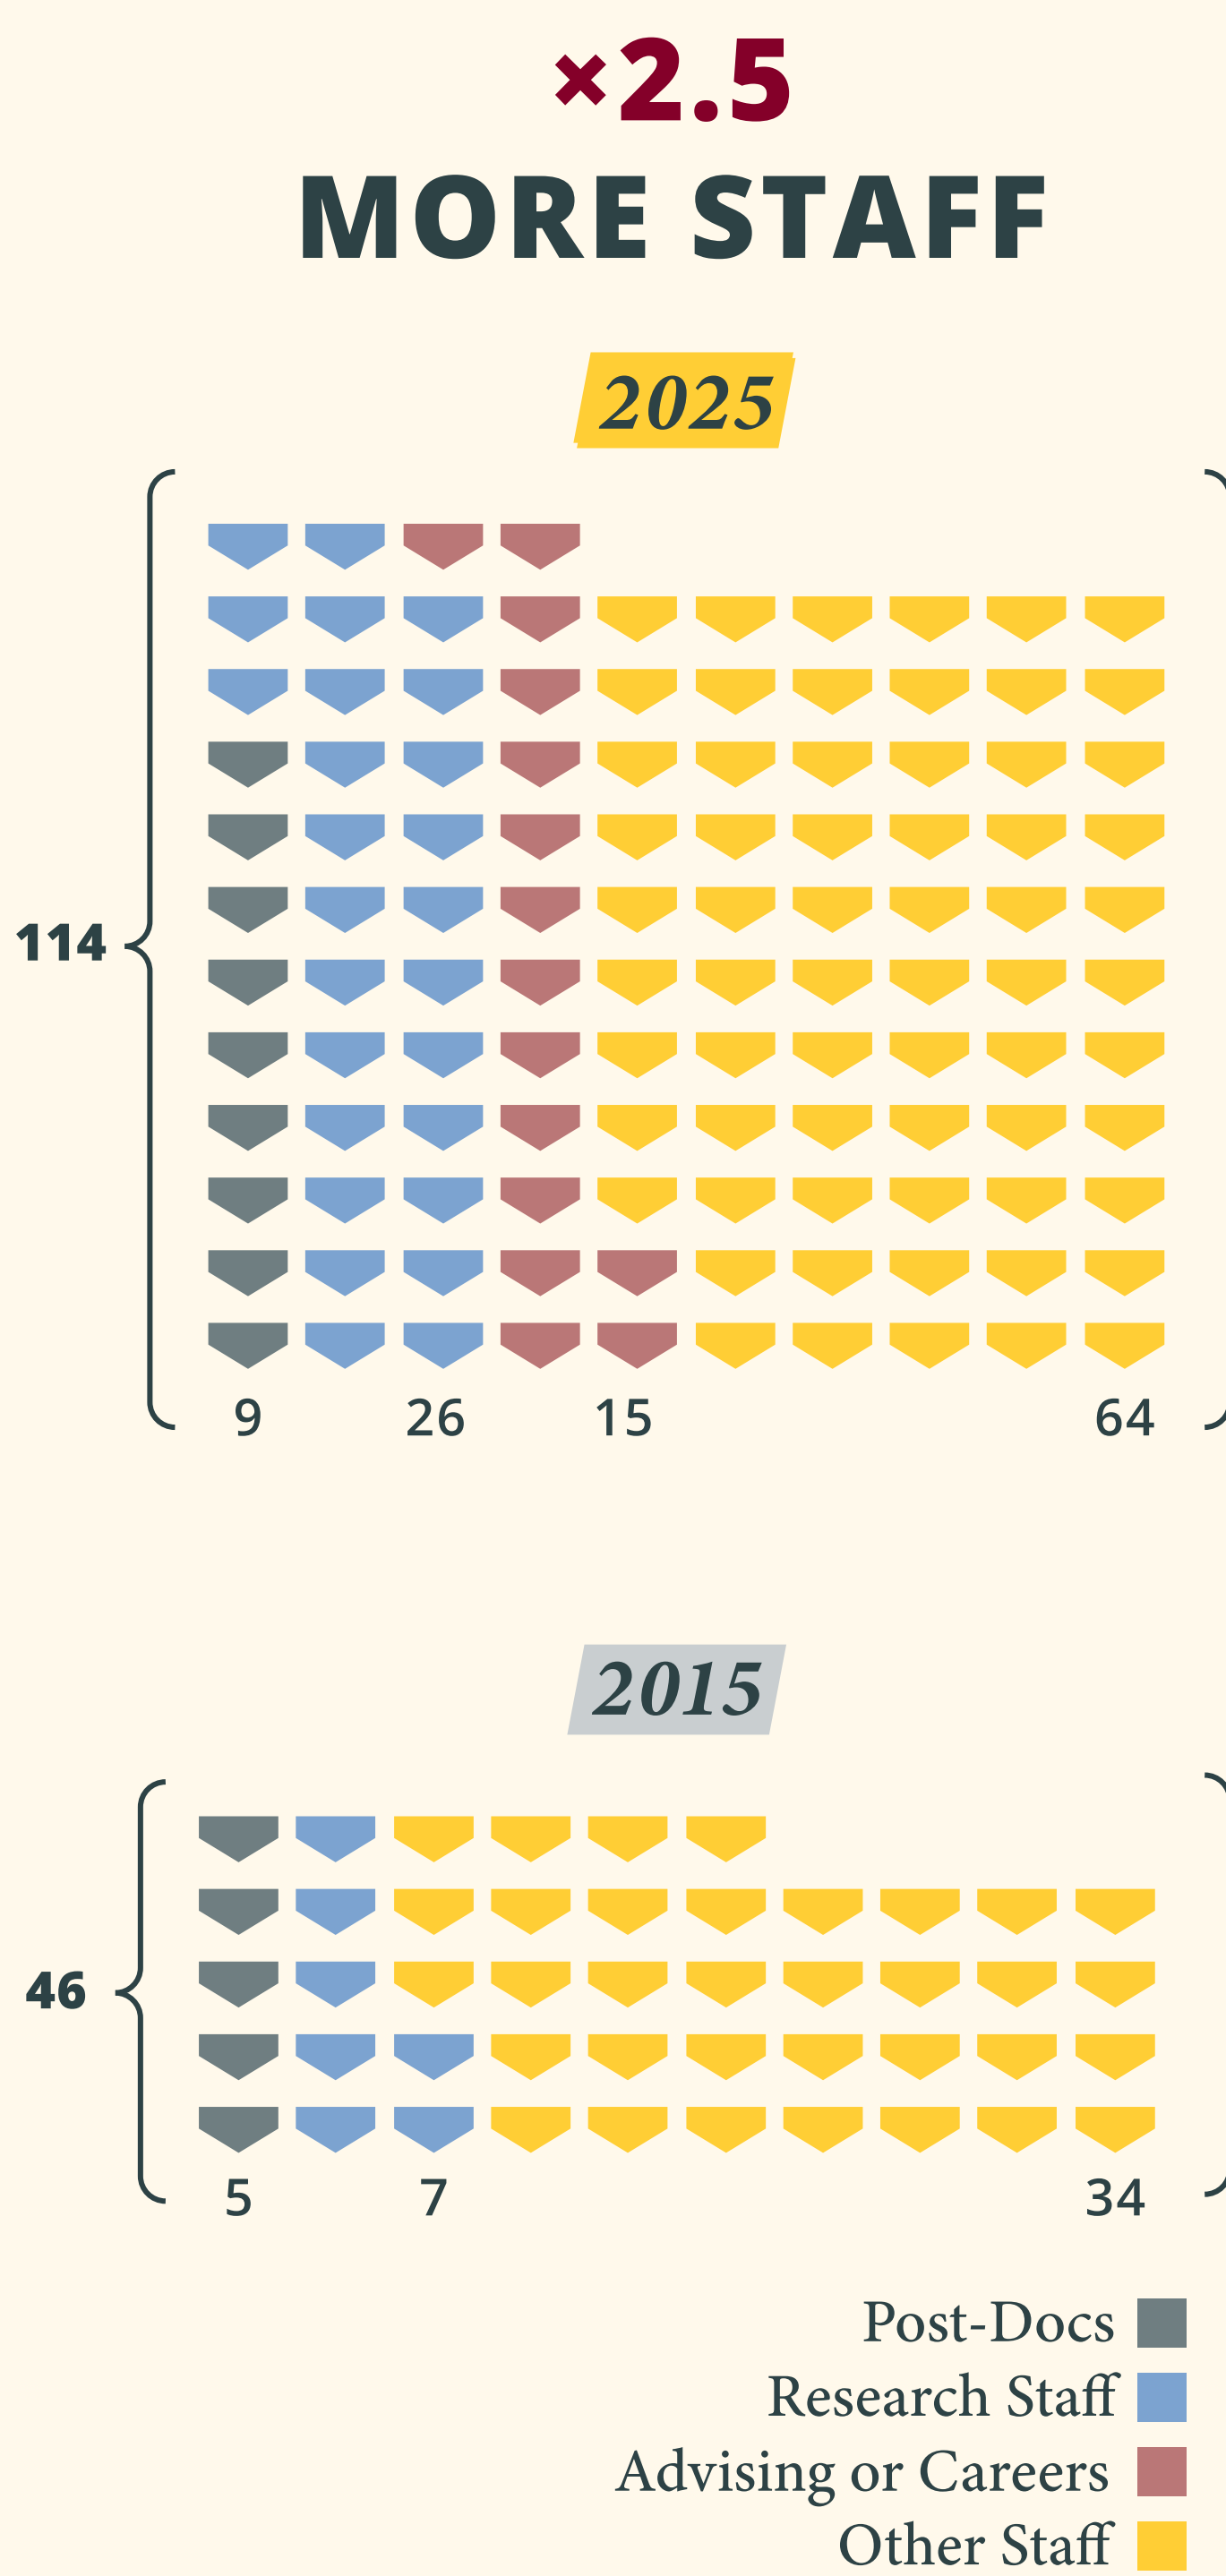 ×2.5
MORE STAFF
2025
114
9 26 15 64
2015
46
5 7 34
Post-Docs
Research Staff
Advising or Careers
Other Staff